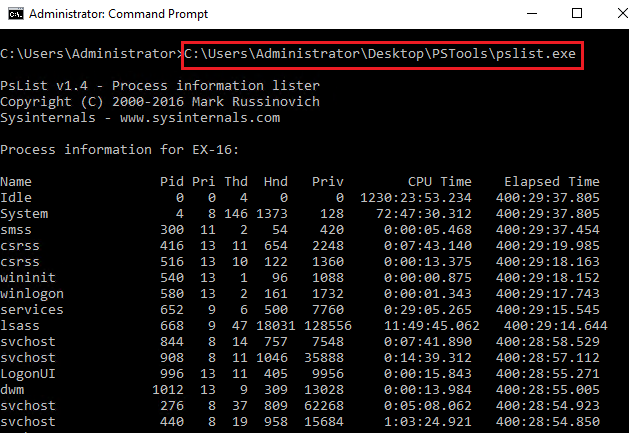 Administrator: Command Prompt
C:\Users\Administrator>C:\Users\Administrator\Desktop\PSTools\pslist.exe
PsList v1.4 - Process information lister
Copyright (C) 2000-2016 Mark Russinovich
Sysinternals - www.sysinternals.com
Process information for EX-16:
Name Pid Pri Thd Hnd Priv CPU Time Elapsed Time
Idle 0 0 4 0 0 1230:23:53.234 400:29:37.805
System 4 8 146 1373 128 72:47:30.312 400:29:37.805
smss 300 11 2 54 420 0:00:05.468 400:29:37.454
csrss 416 13 11 654 2248 0:07:43.140 400:29:19.985
csrss 516 13 10 122 1360 0:00:13.375 400:29:18.163
wininit 540 13 1 96 1088 0:00:00.875 400:29:18.152
winlogon 580 13 2 161 1732 0:00:01.343 400:29:17.743
services 652 9 6 500 7760 0:29:05.265 400:29:15.545
lsass 668 9 47 18031 128556 11:49:45.062 400:29:14.644
svchost 844 8 14 757 7548 0:07:41.890 400:28:58.529
svchost 908 8 11 1046 35888 0:14:39.312 400:28:57.112
LogonUI 996 13 11 405 9956 0:00:15.843 400:28:55.271
dwm 1012 13 9 309 13028 0:00:13.984 400:28:55.005
svchost 276 8 37 809 62268 0:05:08.062 400:28:54.923
svchost 440 8 19 958 15684 1:03:24.921 400:28:54.850